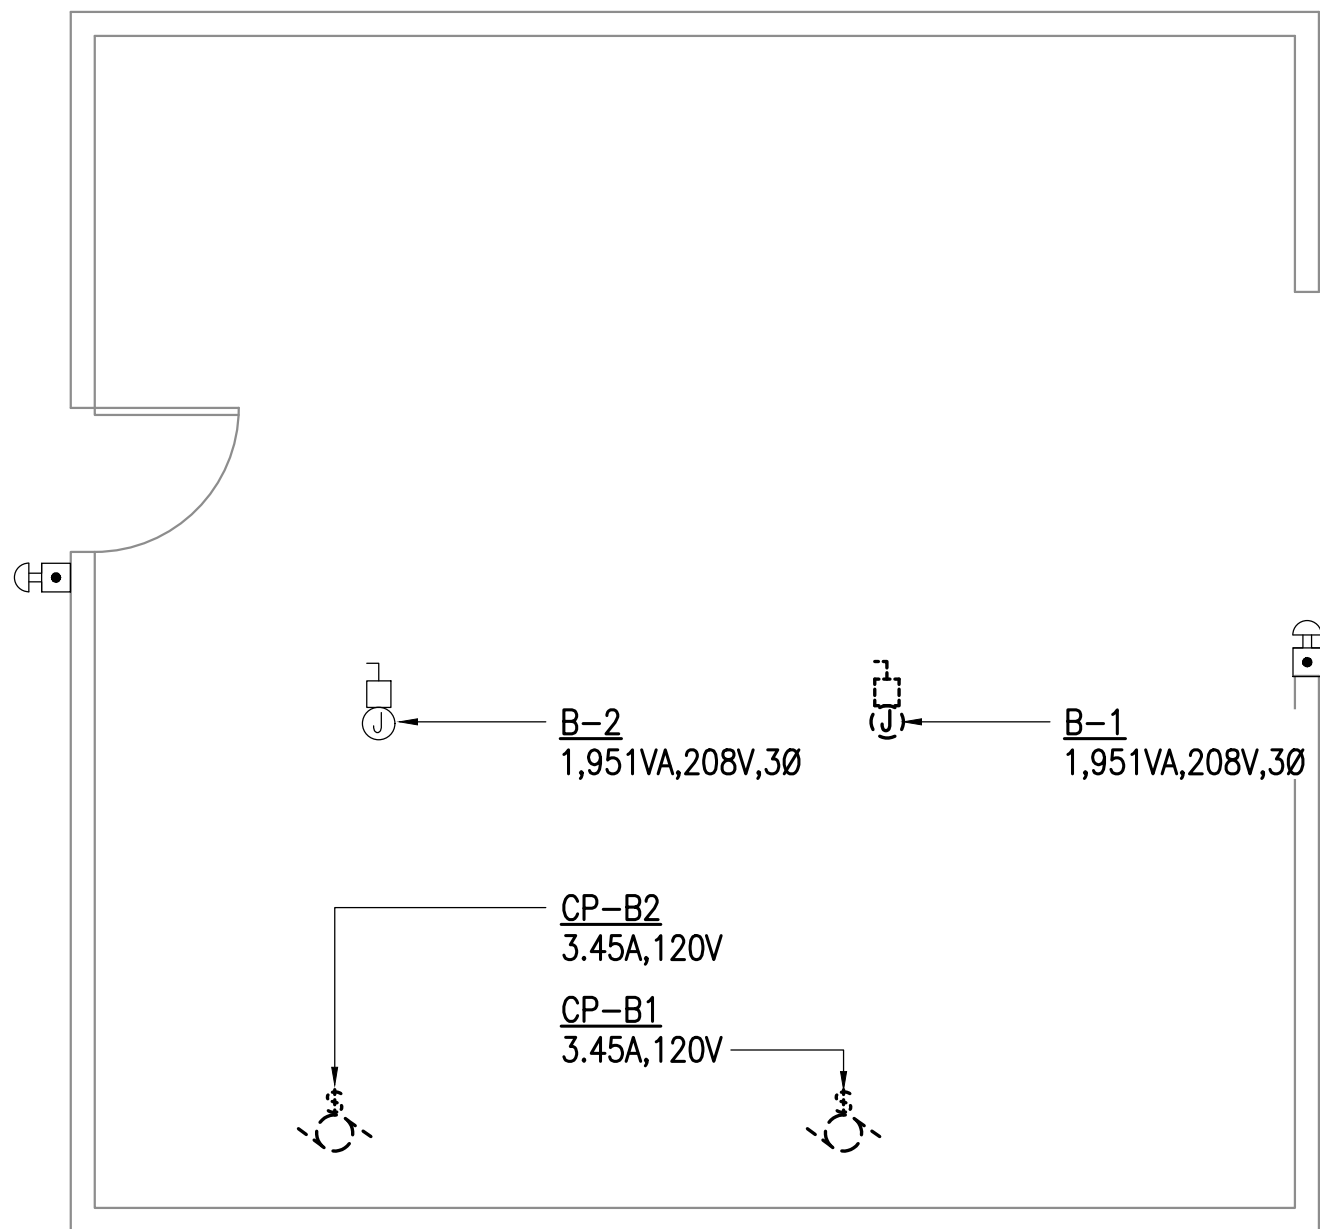 J
B-2
1,951VA,208V,3Ø
J
B-1
1,951VA,208V,3Ø
CP-B2
3.45A,120V
CP-B1
3.45A,120V
S
S